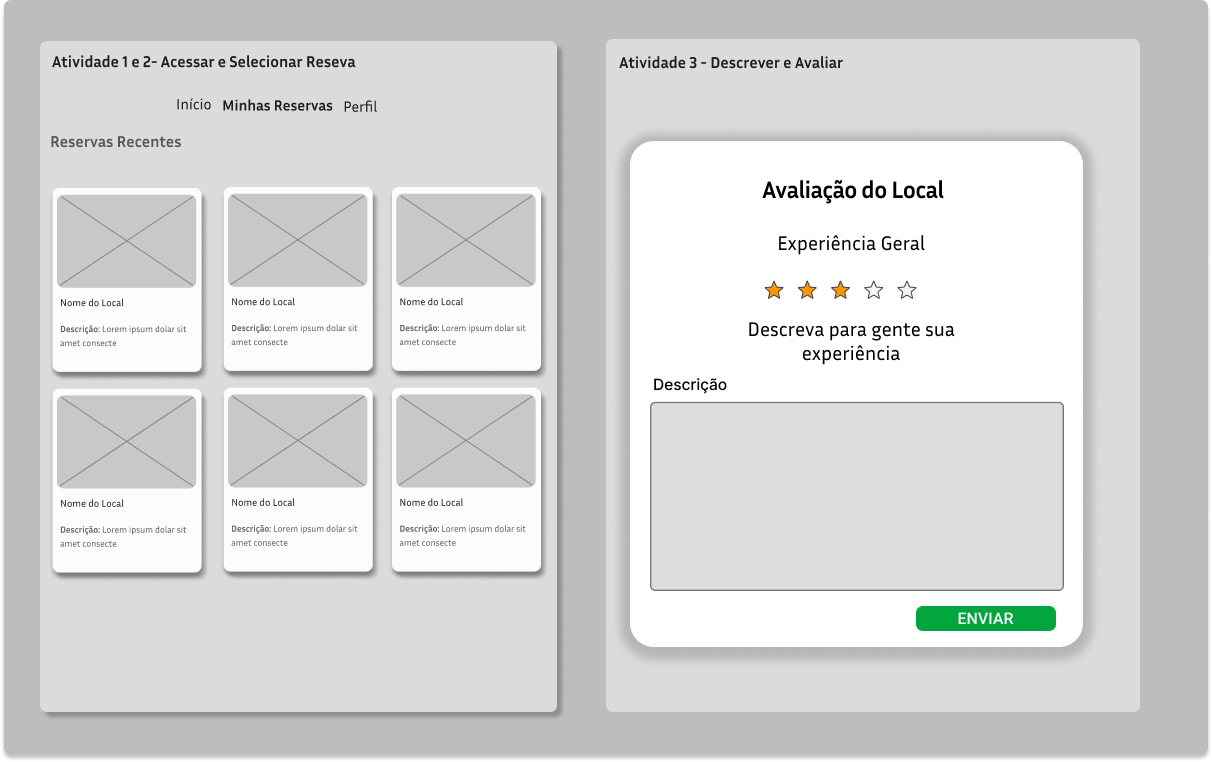 Atividade 1 e 2- Acessar e Selecionar Reseva
Início Minhas Reservas Perfil
Reservas Recentes
Nome do Local
Descrição: Lorem ipsum dolar sit
amet consecte
Nome do Local
Descrição: Lorem ipsum dolar sit
amet consecte
Nome do Local
Descrição: Lorem ipsum dolar sit
amet consecte
Nome do Local
Descrição: Lorem ipsum dolar sit
amet consecte
Nome do Local
Descrição: Lorem ipsum dolar sit
amet consecte
Nome do Local
Descrição: Lorem ipsum dolar sit
amet consecte
Atividade 3 - Descrever e Avaliar
Avaliação do Local
Experiência Geral
Descreva para gente sua
experiência
Descrição
ENVIAR